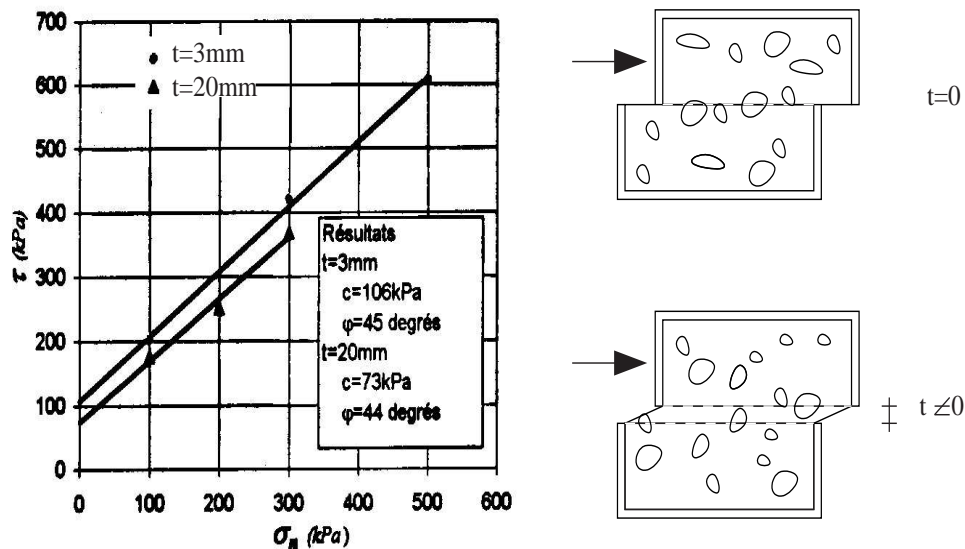 700
600
500
400
300
200
100
0
τ (kPa)
t=3mm
t=20mm
Résultats
t=3mm
c=106kPa
φ=45 degrés
t=20mm
c=73kPa
φ=44 degrés
0 100 200 300 400 500 600
σn (kPa)
t=0
t ≠0